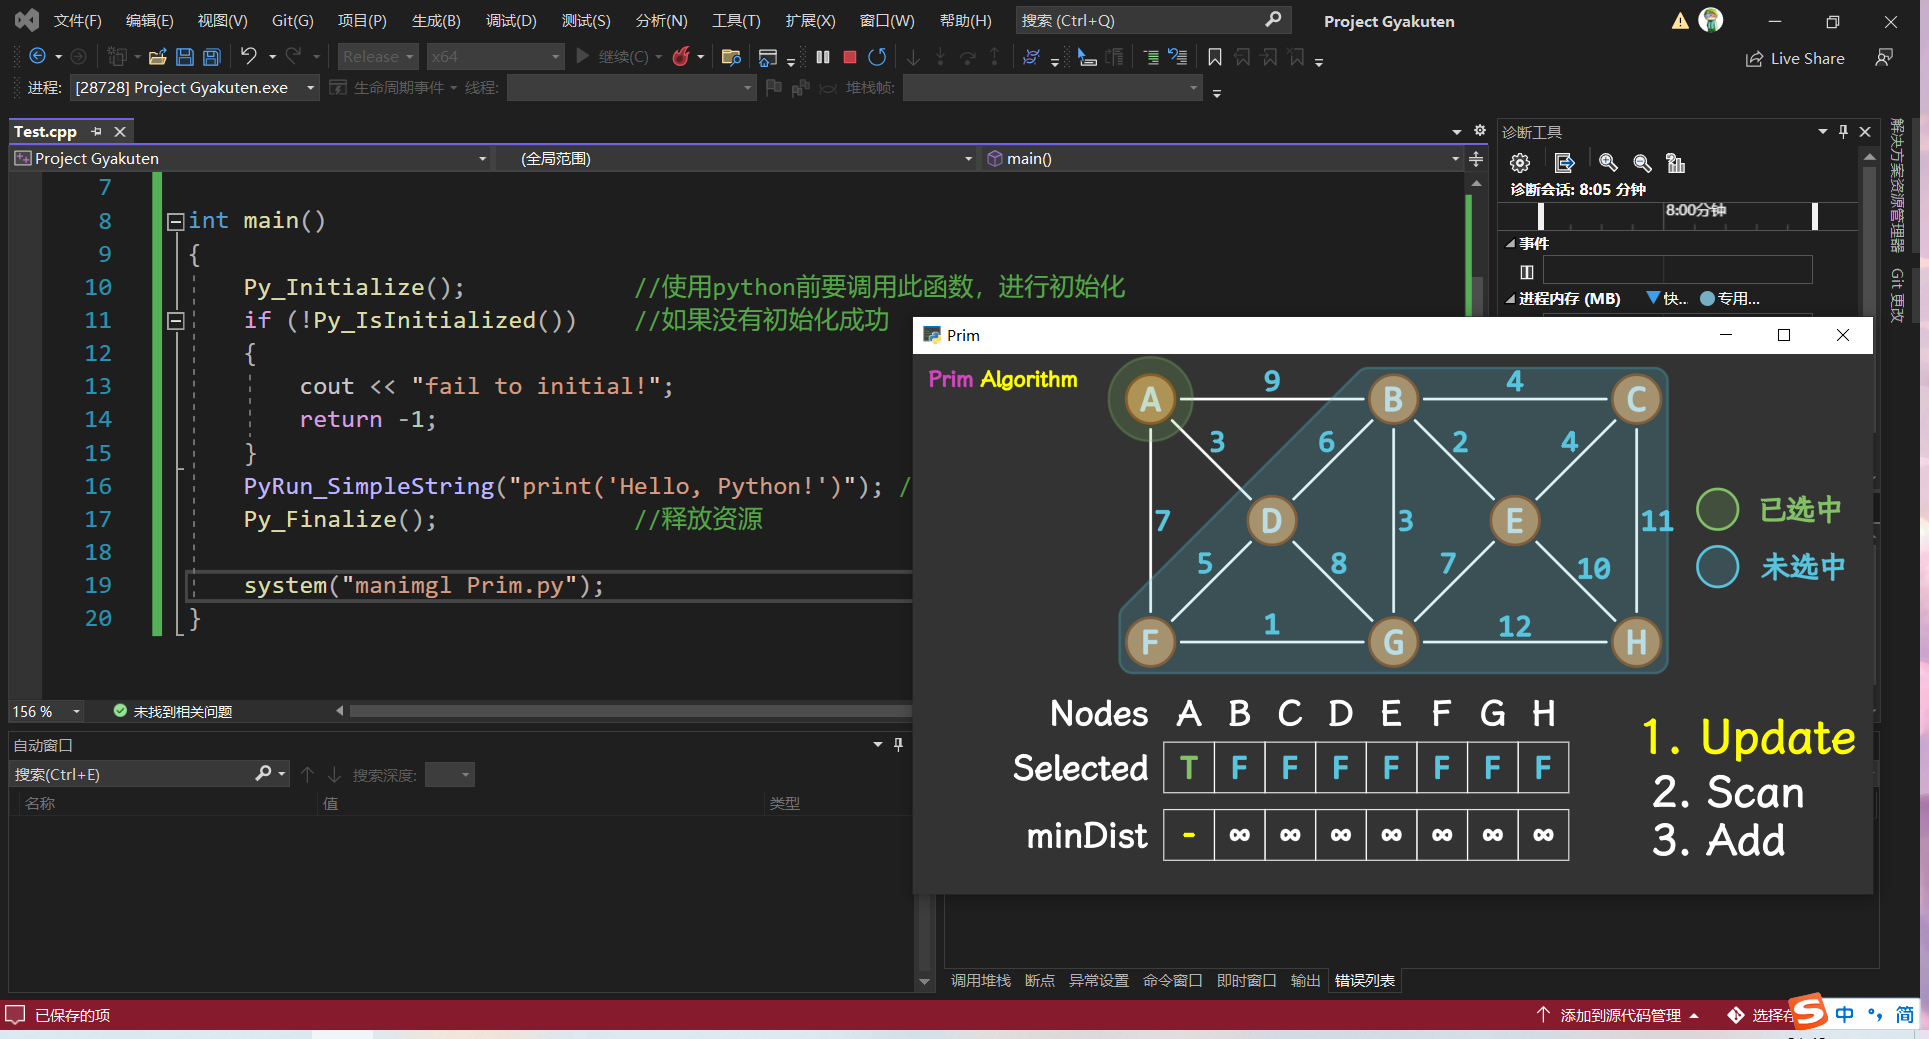 文件(F) 编辑(E) 视图(V) Git(G) 项目(P) 生成(B) 调试(D) 测试(S) 分析(N) 工具(T) 扩展(X) 窗口(W) 帮助(H) 搜索 (Ctrl+Q) Project Gyakuten
Release x64 继续(C) Live Share
进程: [28728] Project Gyakuten.exe 生命周期事件 线程: 堆栈帧:
Test.cpp
Project Gyakuten (全局范围) main()
7
8 int main()
9 {
10 Py_Initialize(); //使用python前要调用此函数，进行初始化
11 if (!Py_IsInitialized()) //如果没有初始化成功
12 {
13 cout << "fail to initial!";
14 return -1;
15 }
16 PyRun_SimpleString("print('Hello, Python!')"); /
17 Py_Finalize(); //释放资源
18
19 system("manimgl Prim.py");
20 }
156 % 未找到相关问题
自动窗口
搜索(Ctrl+E) 搜索深度:
名称 值 类型
诊断工具
诊断会话: 8:05 分钟
8:00分钟
事件
进程内存 (MB) 快... 专用...
解决方案资源管理器
Git 更改
Prim
Prim Algorithm
A 9 B 4 C
3 6 2 4
7 D 3 E 11
5 8 7 10
F 1 G 12 H
已选中
未选中
Nodes A B C D E F G H
Selected T F F F F F F F
minDist - ∞ ∞ ∞ ∞ ∞ ∞ ∞
1. Update
2. Scan
3. Add
调用堆栈 断点 异常设置 命令窗口 即时窗口 输出 错误列表
已保存的项 添加到源代码管理 选择存
S 中 简